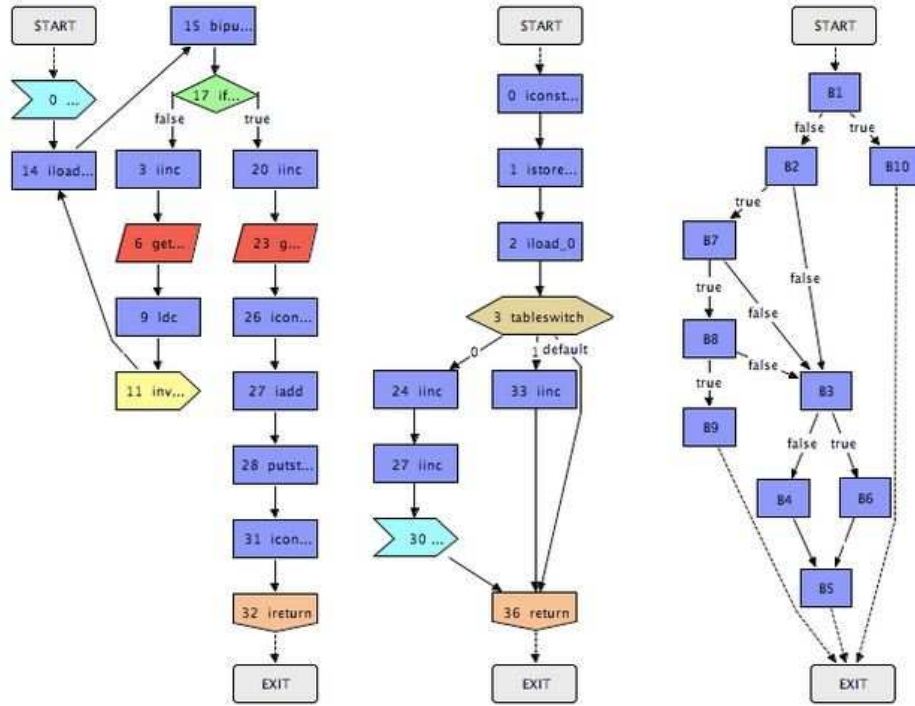 START
0 ...
14 iload...
15 bipu...
17 if...
false
true
3 iinc
20 iinc
6 get...
23 g...
9 ldc
26 icon...
11 inv...
27 iadd
28 putst...
31 icon...
32 ireturn
EXIT
START
0 iconst...
1 istore...
2 iload_0
3 tableswitch
0
1
default
24 iinc
33 iinc
27 iinc
30 ...
36 return
EXIT
START
B1
false
true
B2
B10
true
B7
false
true
false
B8
false
true
B3
B9
false
true
B4
B6
B5
EXIT